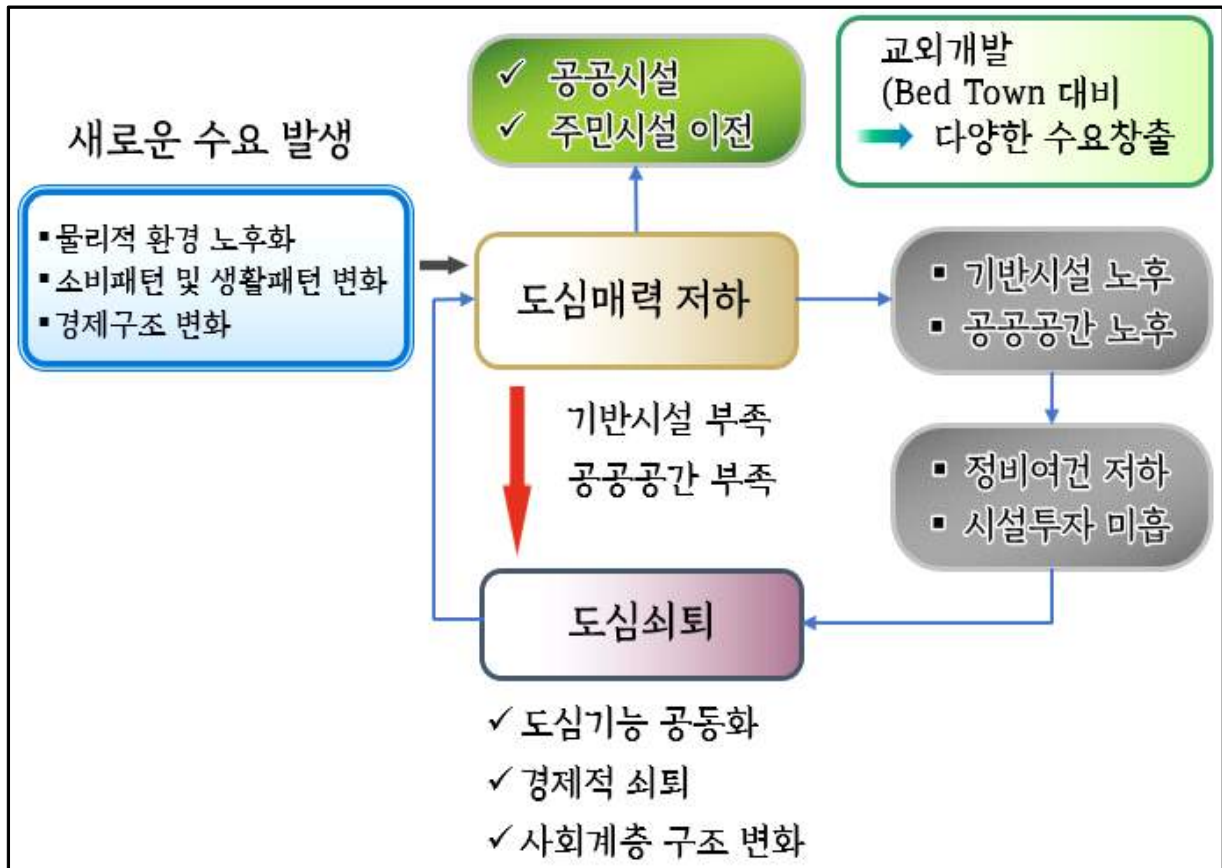 ✓ 공공시설
✓ 주민시설 이전
교외개발
(Bed Town 대비
다양한 수요창출
새로운 수요 발생
▪ 물리적 환경 노후화
▪ 소비패턴 및 생활패턴 변화
▪ 경제구조 변화
도심매력 저하
▪ 기반시설 노후
▪ 공공공간 노후
기반시설 부족
공공공간 부족
▪ 정비여건 저하
▪ 시설투자 미흡
도심쇠퇴
✓ 도심기능 공동화
✓ 경제적 쇠퇴
✓ 사회계층 구조 변화